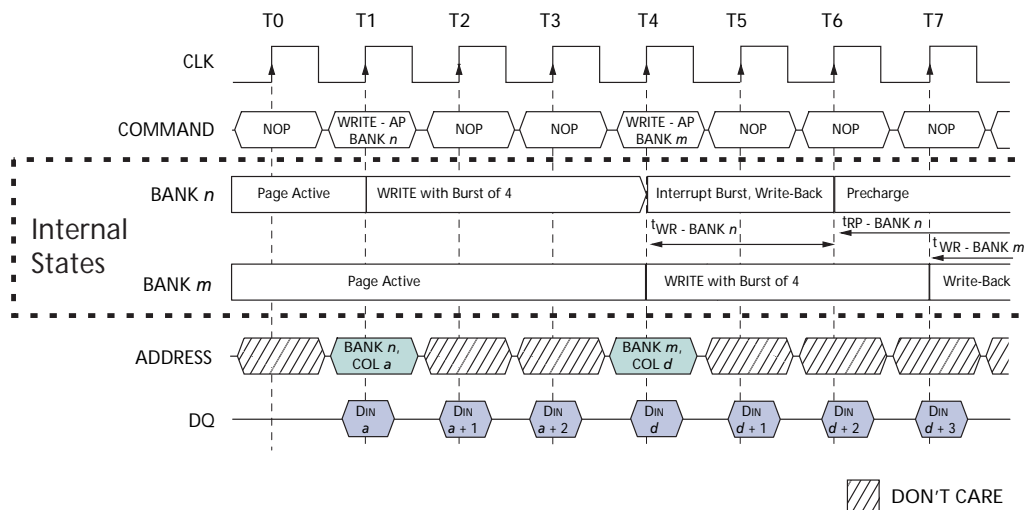 T0 T1 T2 T3 T4 T5 T6 T7
CLK
COMMAND NOP WRITE - AP NOP NOP WRITE - AP NOP NOP NOP
BANK n BANK m
BANK n Page Active WRITE with Burst of 4 Interrupt Burst, Write-Back Precharge
Internal
States
tWR - BANK n tRP - BANK n
tWR - BANK m
BANK m Page Active WRITE with Burst of 4 Write-Back
ADDRESS BANK n, BANK m,
COL a COL d
DQ DIN DIN DIN DIN DIN DIN DIN
a a + 1 a + 2 d d + 1 d + 2 d + 3
DON'T CARE